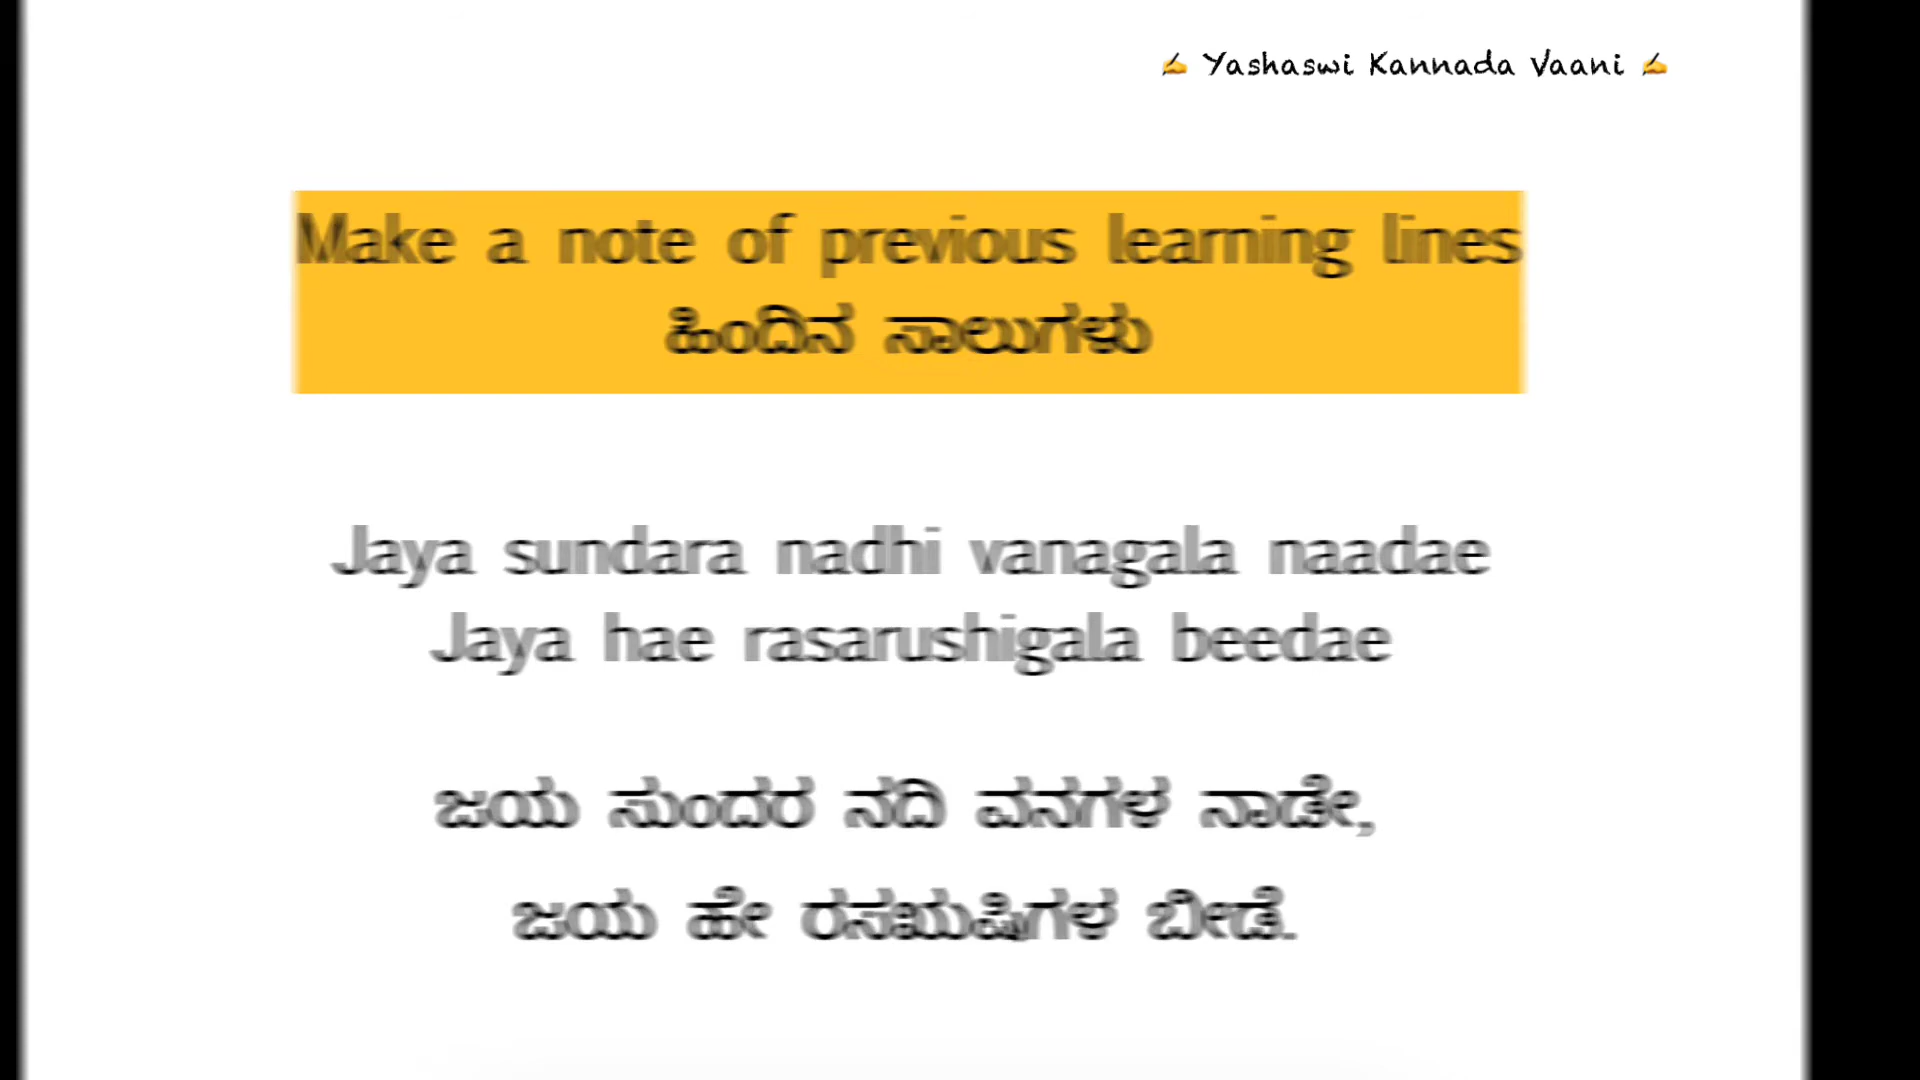 ✍ Yashaswi Kannada Vaani ✍
Make a note of previous learning lines
ಹಿಂದಿನ ಸಾಲುಗಳು
Jaya sundara nadhi vanagala naadae
Jaya hae rasarushigala beedae
ಜಯ ಸುಂದರ ನದಿ ವನಗಳ ನಾಡೇ,
ಜಯ ಹೇ ರಸಋಷಿಗಳ ಬೀಡೆ.